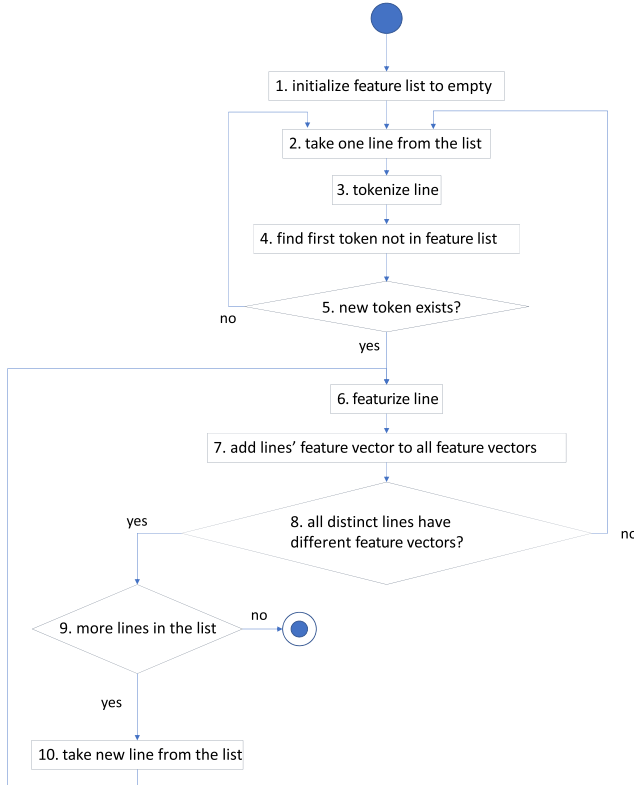 1. initialize feature list to empty
2. take one line from the list
3. tokenize line
4. find first token not in feature list
5. new token exists?
no
yes
6. featurize line
7. add lines’ feature vector to all feature vectors
8. all distinct lines have
different feature vectors?
yes
no
9. more lines in the list
no
yes
10. take new line from the list